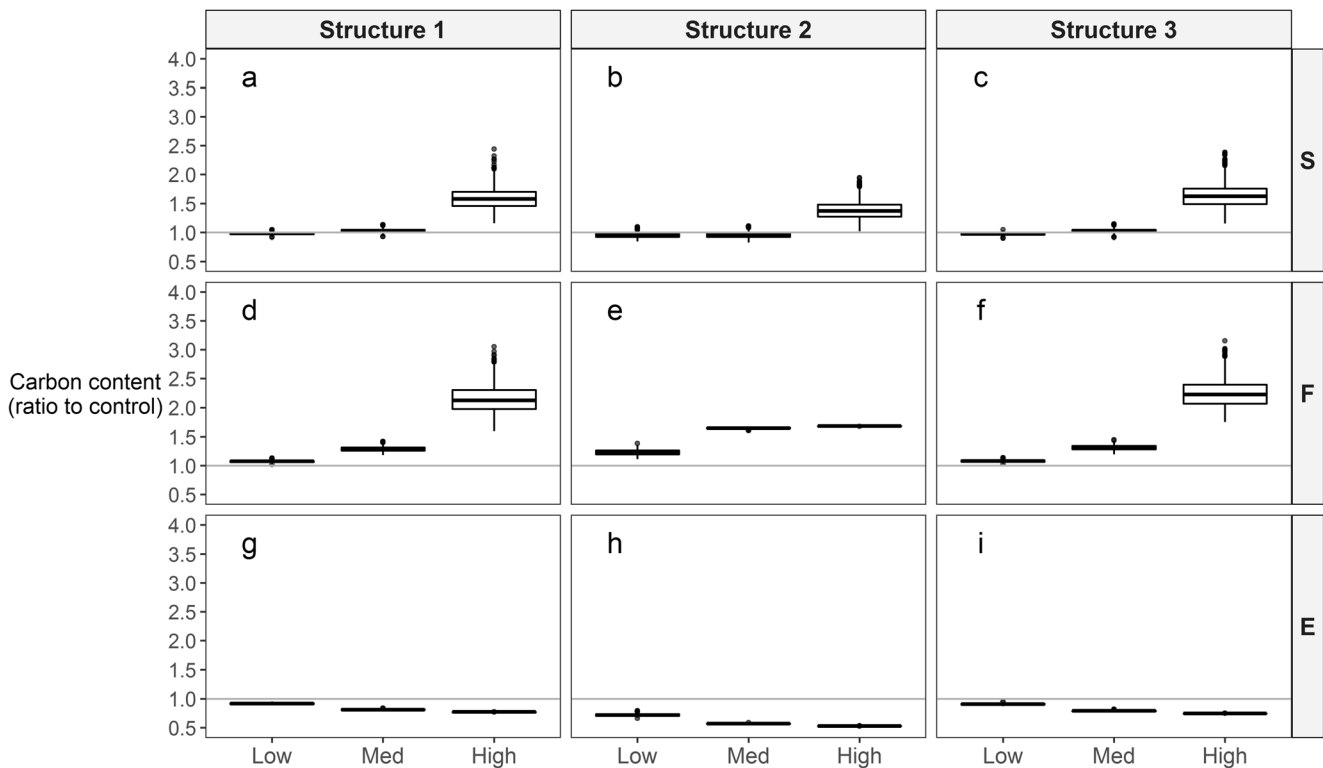 Structure 1 Structure 2 Structure 3
4.0
3.5
3.0
2.5
2.0
1.5
1.0
0.5
a b c
S
4.0
3.5
3.0
2.5
2.0
1.5
1.0
0.5
d e f
F
Carbon content
(ratio to control)
4.0
3.5
3.0
2.5
2.0
1.5
1.0
0.5
g h i
E
Low Med High Low Med High Low Med High